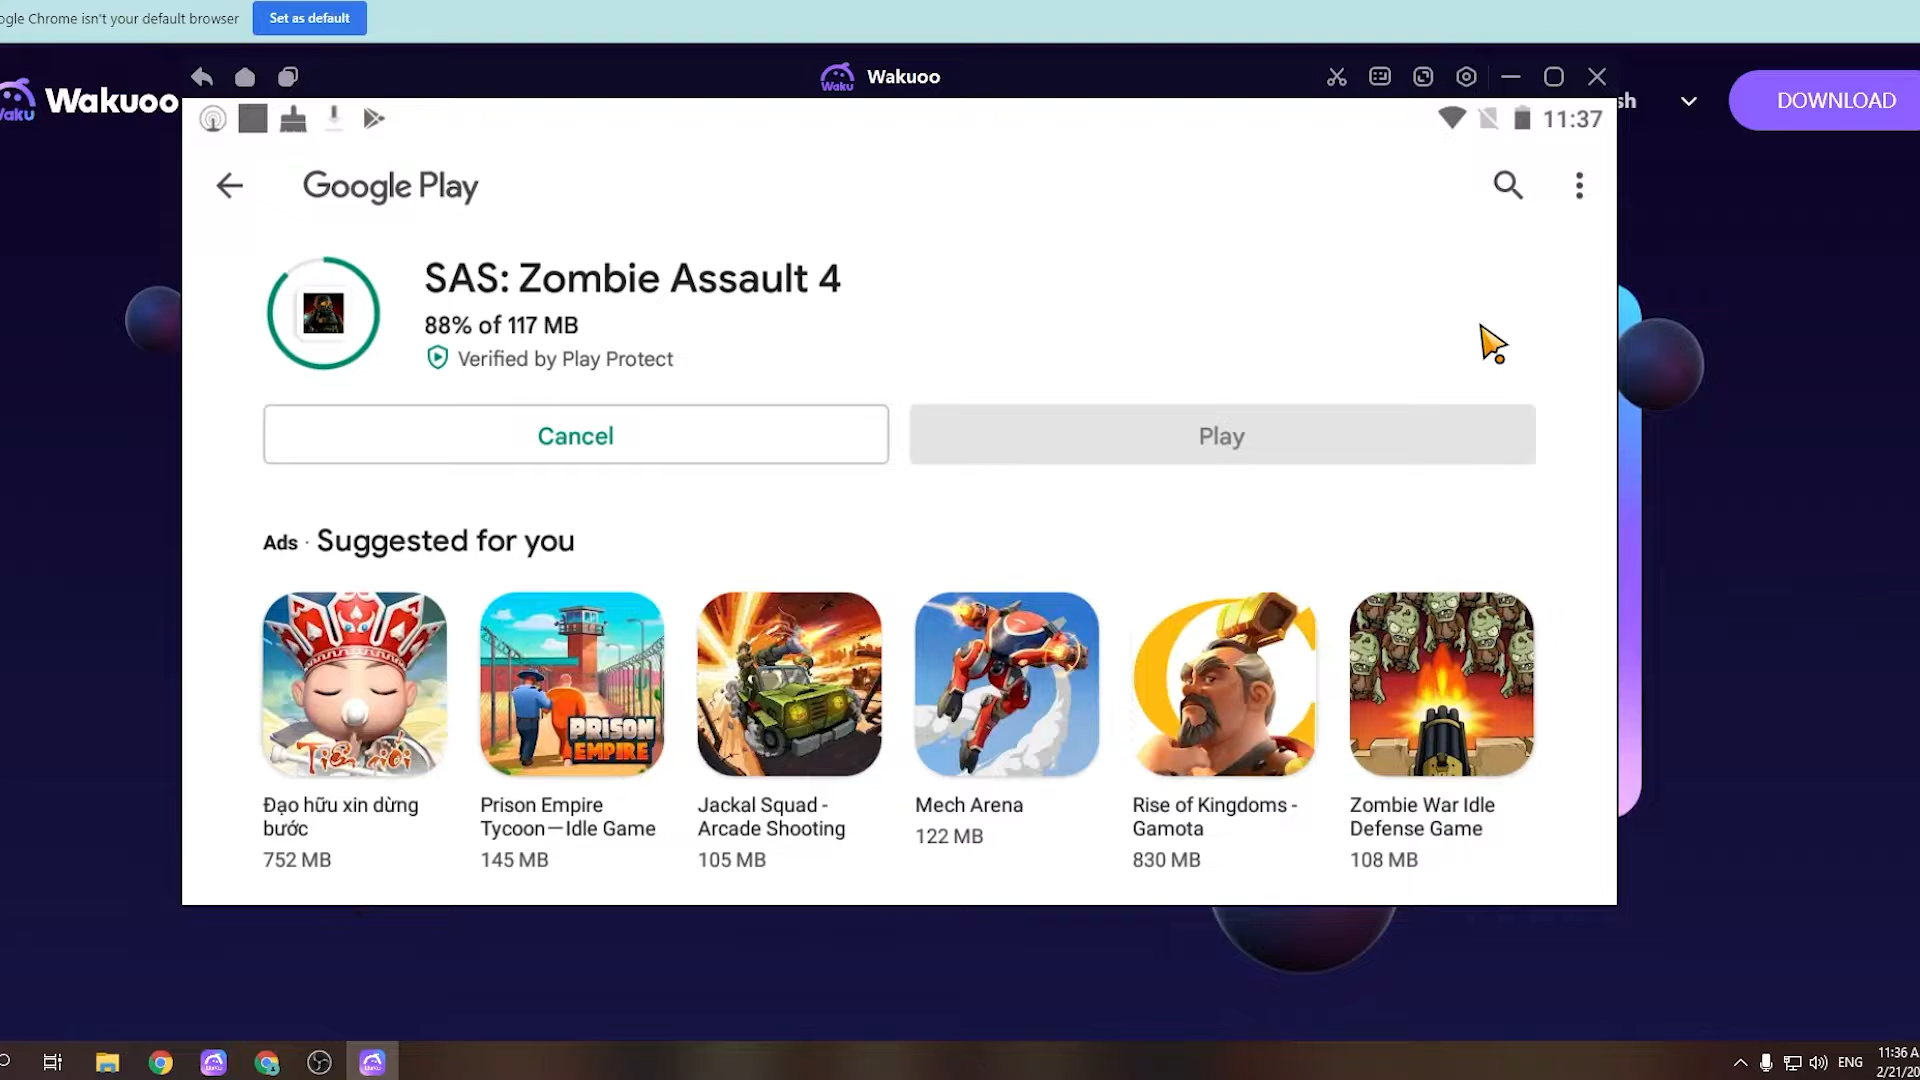 ogle Chrome isn't your default browser
Set as default
Wakuoo
Waku
Wakuoo
sh
DOWNLOAD
11:37
Google Play
SAS: Zombie Assault 4
88% of 117 MB
Verified by Play Protect
Cancel
Play
Ads · Suggested for you
Tiên giới
PRISON
EMPIRE
Đạo hữu xin dừng
bước
752 MB
Prison Empire
Tycoon—Idle Game
145 MB
Jackal Squad -
Arcade Shooting
105 MB
Mech Arena
122 MB
Rise of Kingdoms -
Gamota
830 MB
Zombie War Idle
Defense Game
108 MB
ENG
11:36 A
2/21/20